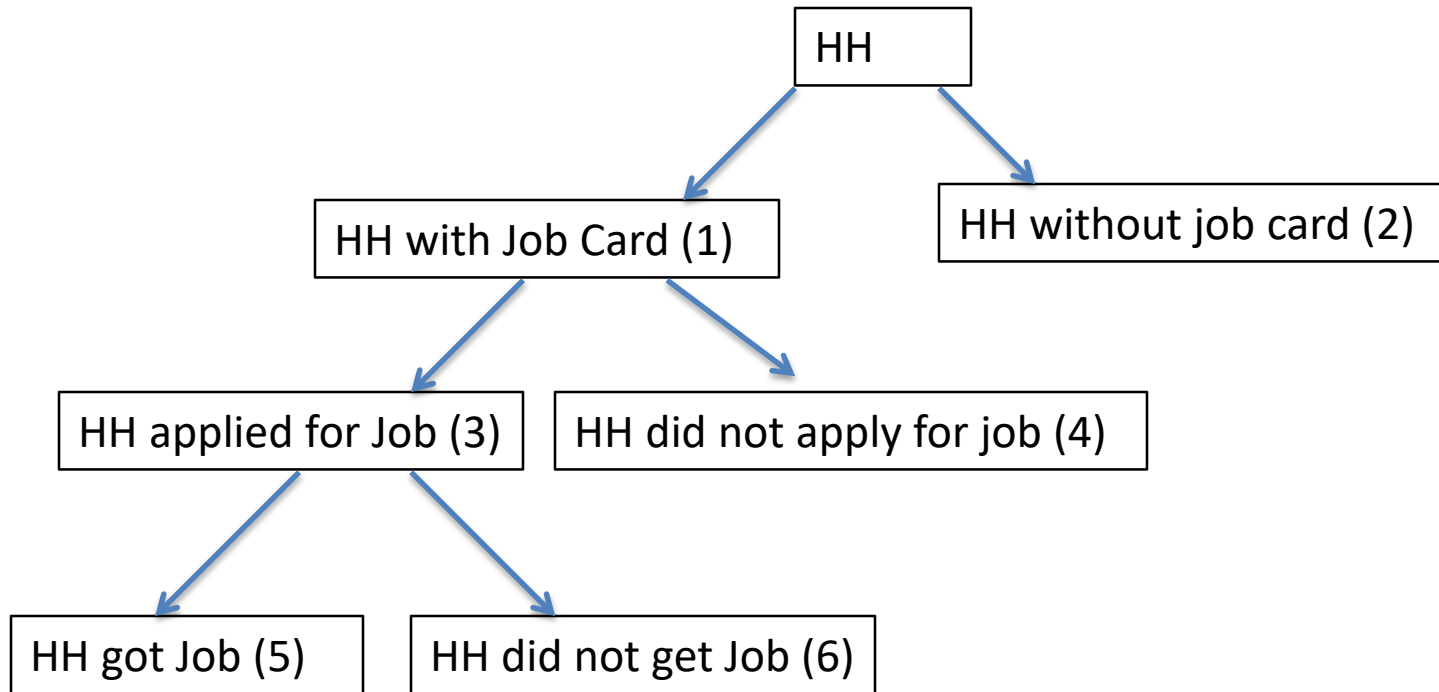 HH
HH with Job Card (1)
HH without job card (2)
HH applied for Job (3)
HH did not apply for job (4)
HH got Job (5)
HH did not get Job (6)